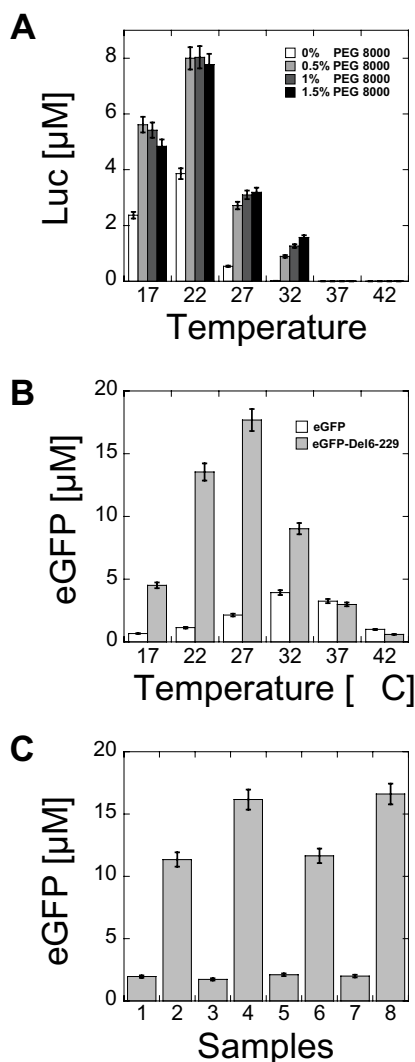 A
0% PEG 8000
0.5% PEG 8000
1% PEG 8000
1.5% PEG 8000
8
6
4
2
0
Luc [µM]
17 22 27 32 37 42
Temperature
B
eGFP
eGFP-Del6-229
20
15
10
5
0
eGFP [µM]
17 22 27 32 37 42
Temperature [ C]
C
20
15
10
5
0
eGFP [µM]
1 2 3 4 5 6 7 8
Samples